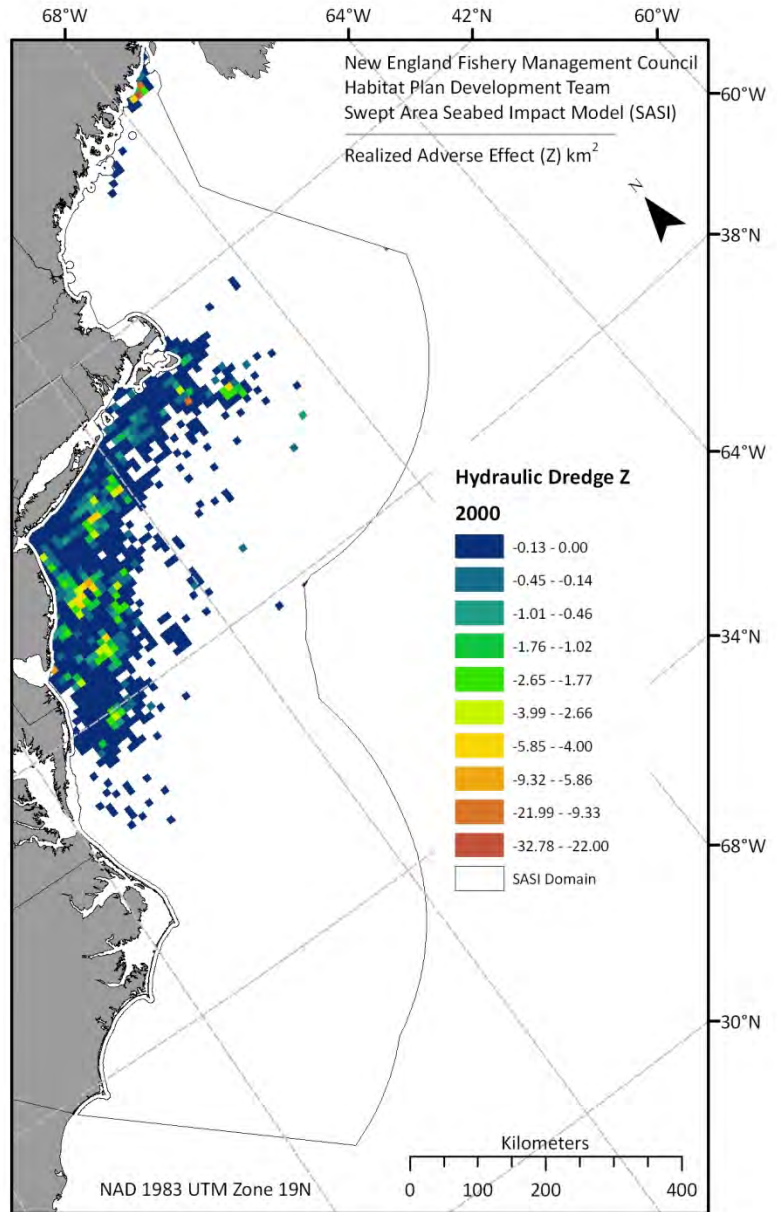 68°W
64°W
42°N
60°W
New England Fishery Management Council
Habitat Plan Development Team
Swept Area Seabed Impact Model (SASI)
Realized Adverse Effect (Z) km²
N
60°W
38°N
64°W
34°N
68°W
30°N
Hydraulic Dredge Z
2000
-0.13 - 0.00
-0.45 - -0.14
-1.01 - -0.46
-1.76 - -1.02
-2.65 - -1.77
-3.99 - -2.66
-5.85 - -4.00
-9.32 - -5.86
-21.99 - -9.33
-32.78 - -22.00
SASI Domain
Kilometers
0 100 200 400
NAD 1983 UTM Zone 19N